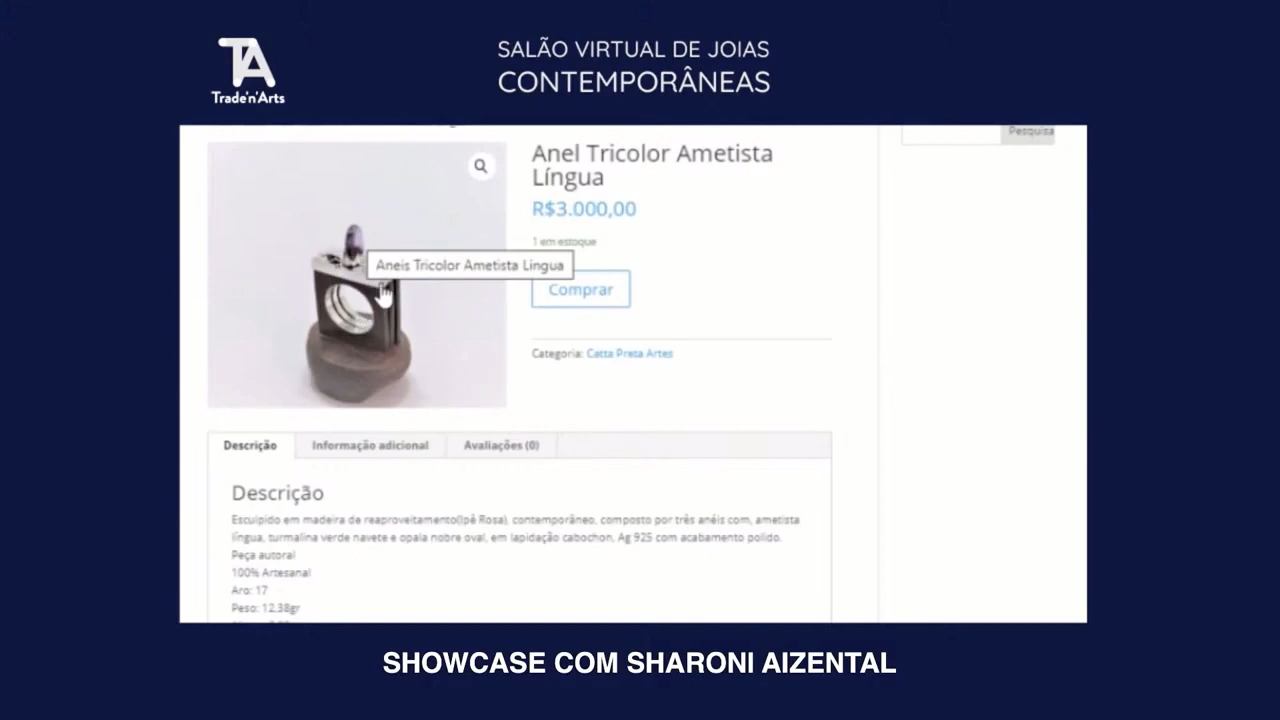 TA
Trade'n'Arts
SALÃO VIRTUAL DE JOIAS
CONTEMPORÂNEAS
Pesquisa
Anel Tricolor Ametista
Língua
R$3.000,00
1 em estoque
Aneis Tricolor Ametista Lingua
Comprar
Categoria: Catta Preta Artes
Descrição
Informação adicional
Avaliações (0)
Descrição
Esculpido em madeira de reaproveitamento(Ipê Rosa), contemporâneo, composto por três anéis com, ametista
língua, turmalina verde navete e opala nobre oval, em lapidação cabochon. Ag 925 com acabamento polido.
Peça autoral
100% Artesanal
Aro: 17
Peso: 12,38gr
SHOWCASE COM SHARONI AIZENTAL